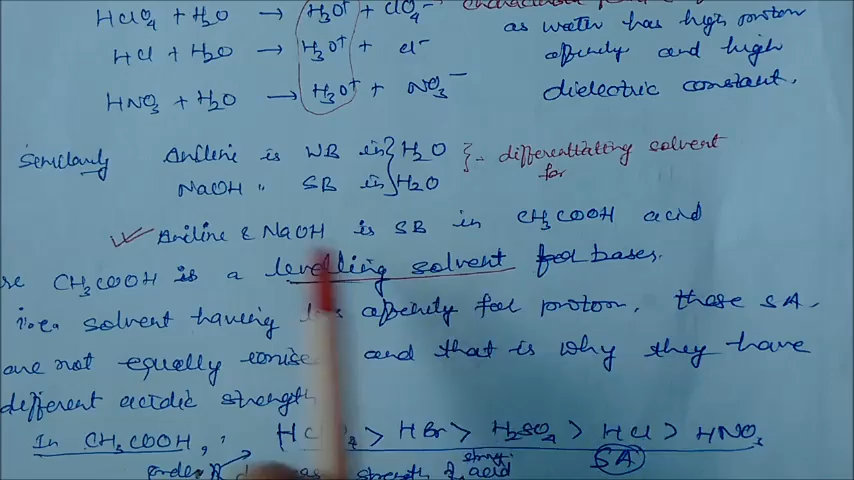 HClO4 + H2O → H3O+ + ClO4−
HCl + H2O → H3O+ + Cl−
as water has high proton
affinity and high
HNO3 + H2O → H3O+ + NO3−
dielectric constant.
Similarly Aniline is WB in H2O } - differentiating solvent
NaOH " SB in H2O for
Aniline & NaOH is SB in CH3COOH acid
CH3COOH is a levelling solvent for bases.
i.e. solvent having affinity for proton. These SA
are not equally and that is why they have
different acidic strength
In CH3COOH, > HBr > H2SO4 > HCl > HNO3
strength strong acid SA